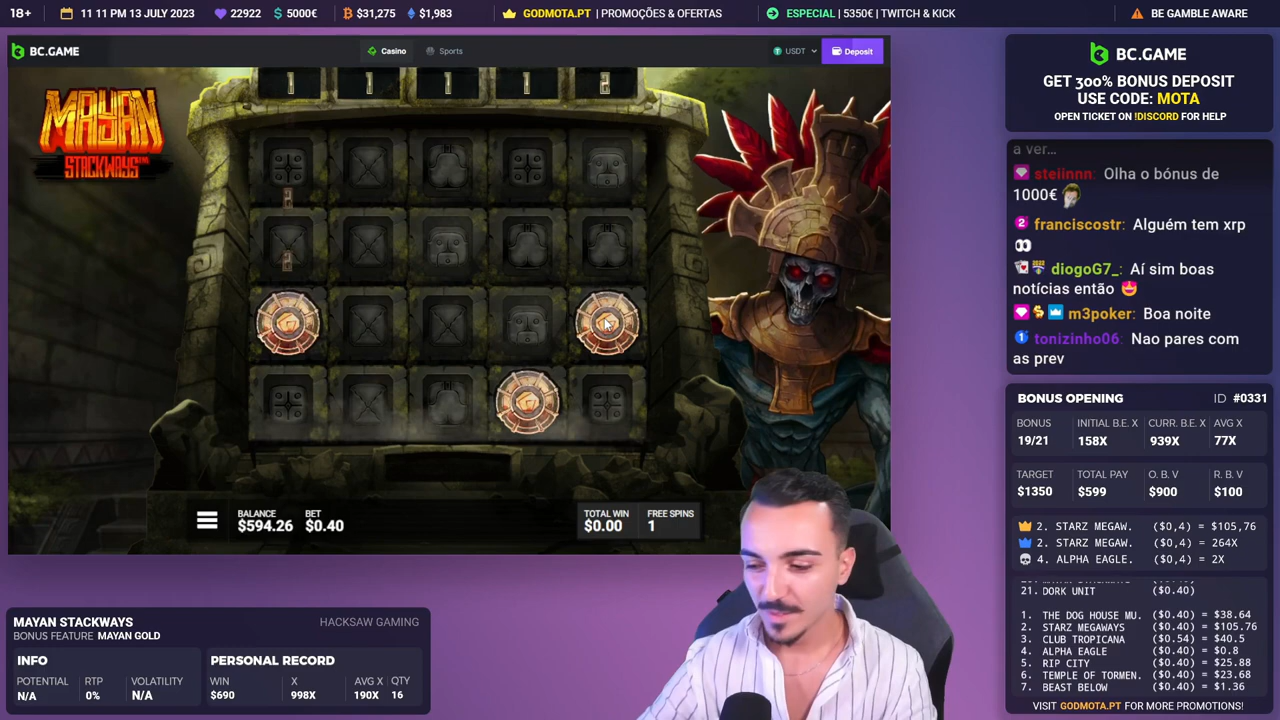 18+
11 11 PM 13 JULY 2023
22922
5000€
$31,275
$1,983
GODMOTA.PT | PROMOÇÕES & OFERTAS
ESPECIAL | 5350€ | TWITCH & KICK
BE GAMBLE AWARE
BC.GAME
Casino
Sports
USDT
Deposit
1 1 1 1 2
MAYAN
STACKWAYS™
BALANCE
$594.26
BET
$0.40
TOTAL WIN
$0.00
FREE SPINS
1
BC.GAME
GET 300% BONUS DEPOSIT
USE CODE: MOTA
OPEN TICKET ON !DISCORD FOR HELP
a ver...
steiinnn: Olha o bónus de
1000€
2 franciscostr: Alguém tem xrp
👀
diogoG7_: Aí sim boas
notícias então 😍
m3poker: Boa noite
1 tonizinho06: Nao pares com
as prev
BONUS OPENING
ID #0331
BONUS
19/21
INITIAL B.E. X
158X
CURR. B.E. X
939X
AVG X
77X
TARGET
$1350
TOTAL PAY
$599
O. B. V
$900
R. B. V
$100
2. STARZ MEGAW. ($0,4) = $105,76
2. STARZ MEGAW. ($0,4) = 264X
4. ALPHA EAGLE. ($0,4) = 2X
21. DORK UNIT ($0.40)
1. THE DOG HOUSE MU. ($0.40) = $38.64
2. STARZ MEGAWAYS ($0.40) = $105.76
3. CLUB TROPICANA ($0.54) = $40.5
4. ALPHA EAGLE ($0.40) = $0.8
5. RIP CITY ($0.40) = $25.88
6. TEMPLE OF TORMEN. ($0.40) = $23.68
7. BEAST BELOW ($0.40) = $1.36
VISIT GODMOTA.PT FOR MORE PROMOTIONS!
MAYAN STACKWAYS
HACKSAW GAMING
BONUS FEATURE MAYAN GOLD
INFO
POTENTIAL
N/A
RTP
0%
VOLATILITY
N/A
PERSONAL RECORD
WIN
$690
X
998X
AVG X
190X
QTY
16